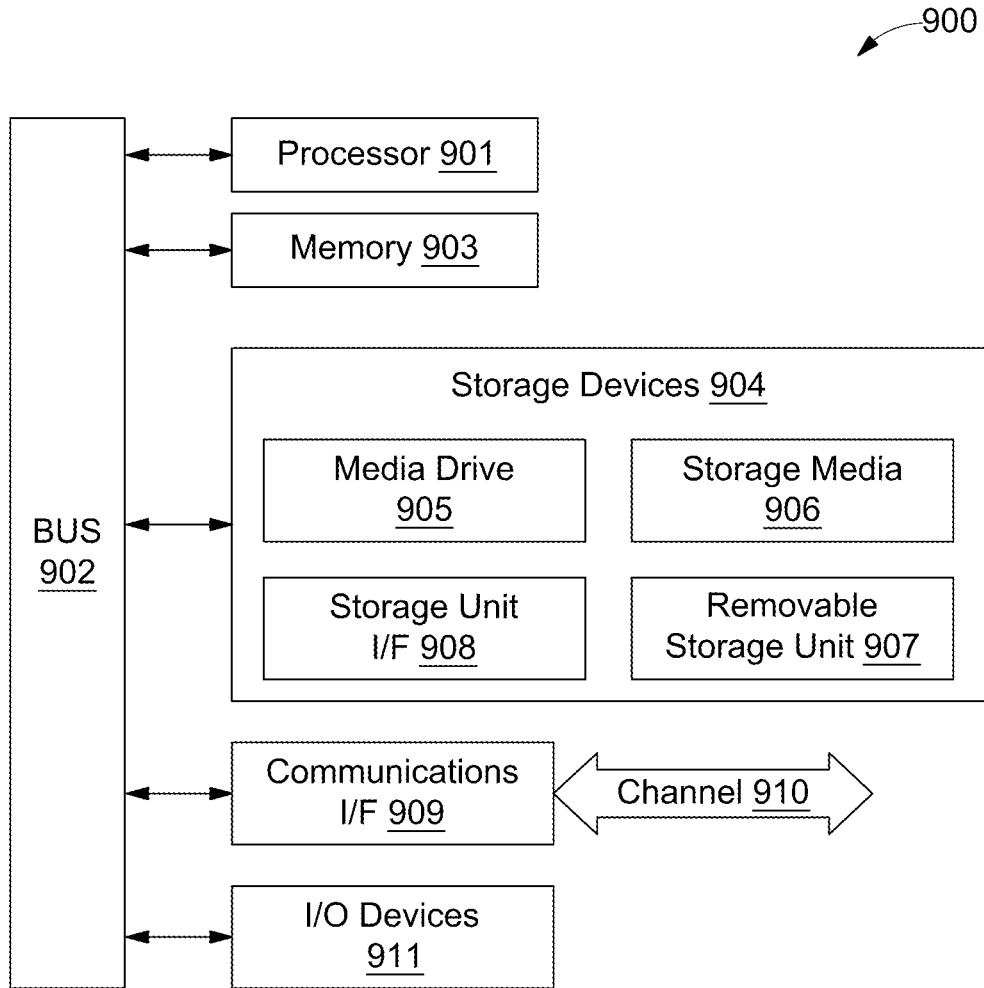 900
Processor 901
Memory 903
Storage Devices 904
Media Drive
905
Storage Media
906
BUS
902
Storage Unit
I/F 908
Removable
Storage Unit 907
Communications
I/F 909
Channel 910
I/O Devices
911